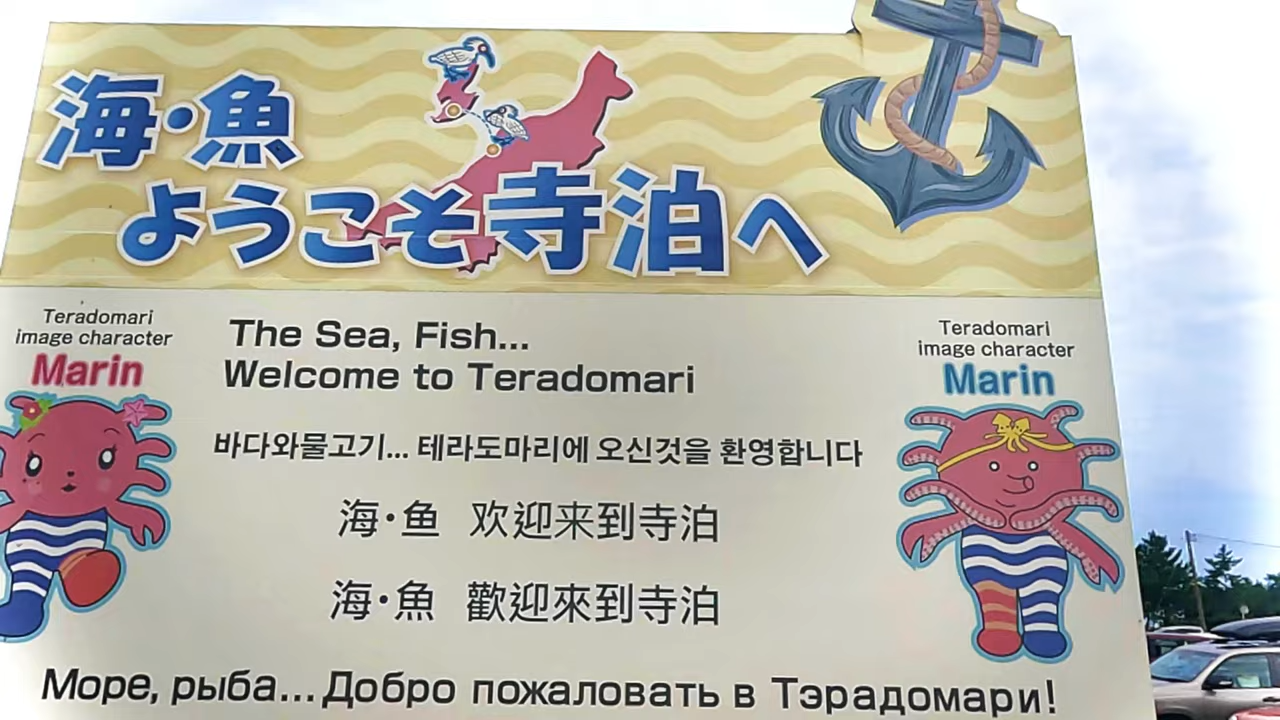 海・魚
ようこそ寺泊へ
Teradomari
image character
Marin
The Sea, Fish...
Welcome to Teradomari
Teradomari
image character
Marin
바다와물고기... 테라도마리에 오신것을 환영합니다
海・鱼 欢迎来到寺泊
海・魚 歡迎來到寺泊
Море, рыба... Добро пожаловать в Тэрадомари!